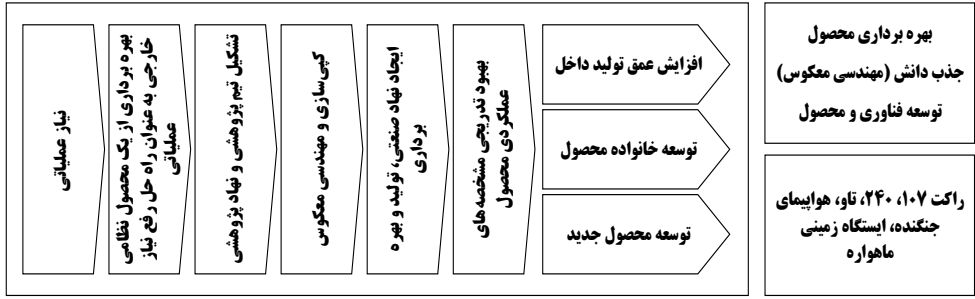 بهره برداری محصول
جذب دانش (مهندسی معکوس)
توسعه فناوری و محصول
راکت ۱۰۷، ۲۴۰، تاو، هواپیمای
جنگنده، ایستگاه زمینی
ماهواره
نیاز عملیاتی
بهره برداری از یک محصول نظامی
خارجی به عنوان راه حل رفع نیاز
عملیاتی
تشکیل تیم پژوهشی و نهاد پژوهشی
کپی‌سازی و مهندسی معکوس
ایجاد نهاد صنعتی، تولید و بهره
برداری
بهبود تدریجی مشخصه‌های
عملکردی محصول
افزایش عمق تولید داخل
توسعه خانواده محصول
توسعه محصول جدید